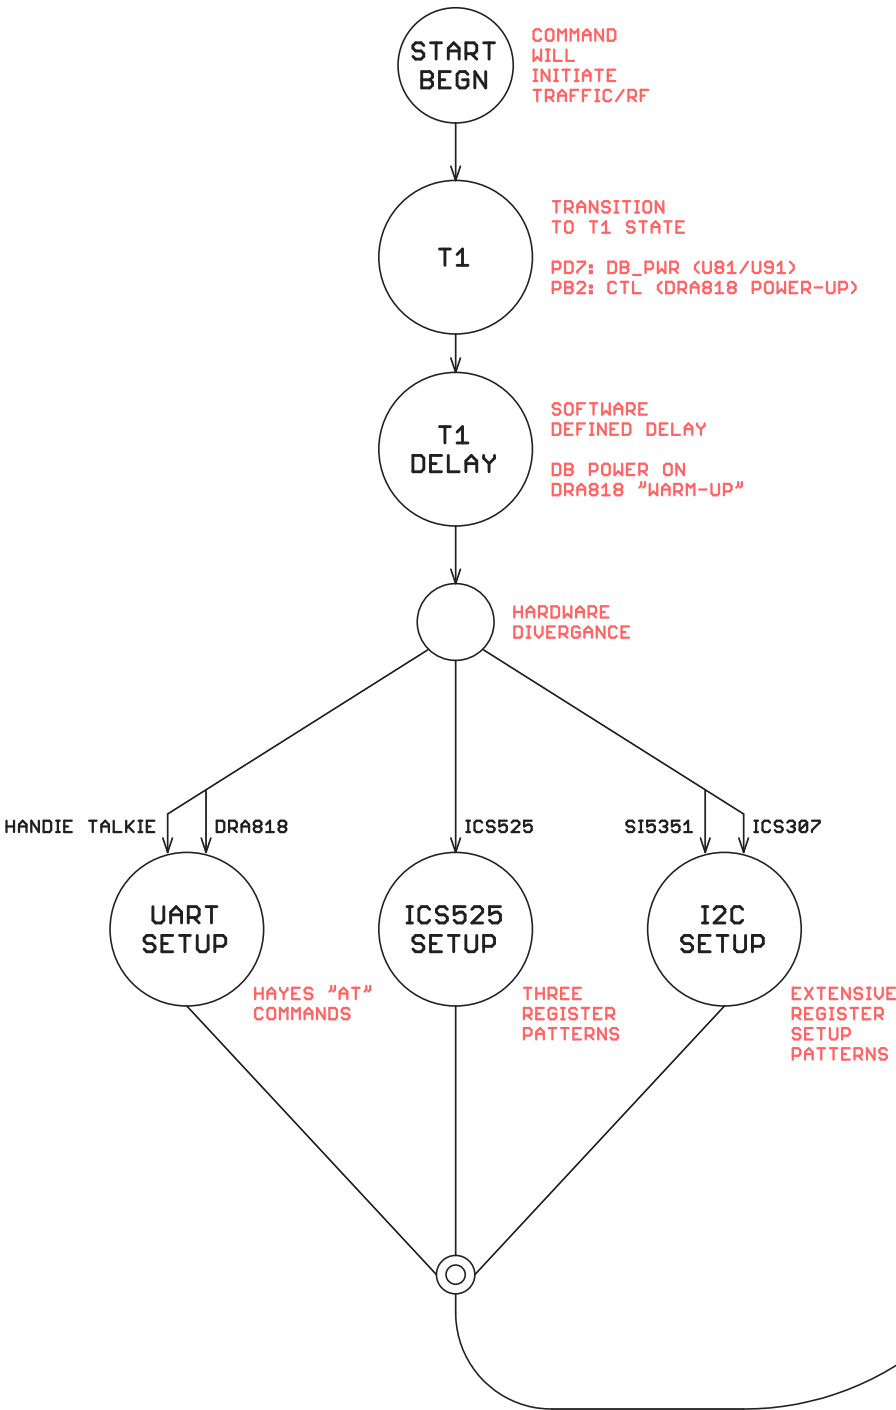 START
BEGN
COMMAND
WILL
INITIATE
TRAFFIC/RF
T1
TRANSITION
TO T1 STATE
PD7: DB_PWR (U81/U91)
PB2: CTL (DRA818 POWER-UP)
T1
DELAY
SOFTWARE
DEFINED DELAY
DB POWER ON
DRA818 "WARM-UP"
HARDWARE
DIVERGANCE
HANDIE TALKIE
DRA818
ICS525
SI5351
ICS307
UART
SETUP
HAYES "AT"
COMMANDS
ICS525
SETUP
THREE
REGISTER
PATTERNS
I2C
SETUP
EXTENSIVE
REGISTER
SETUP
PATTERNS